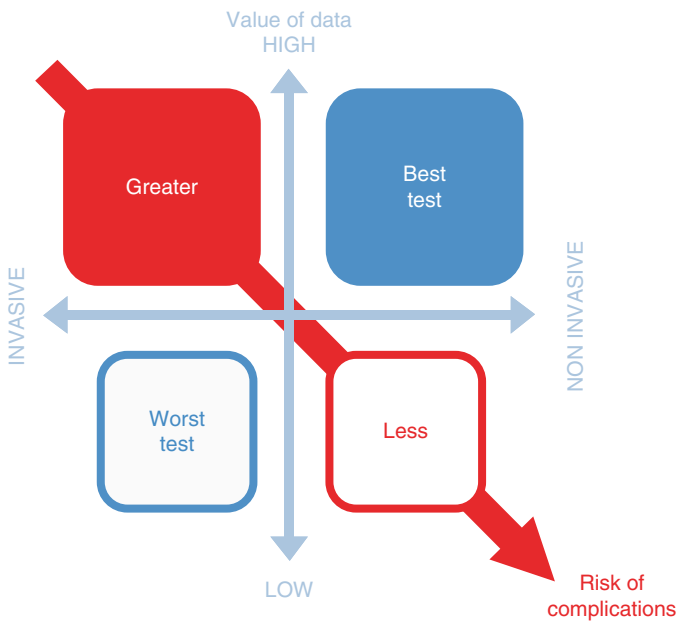 Value of data
HIGH
Greater
Best
test
INVASIVE
NON INVASIVE
Worst
test
Less
LOW
Risk of
complications